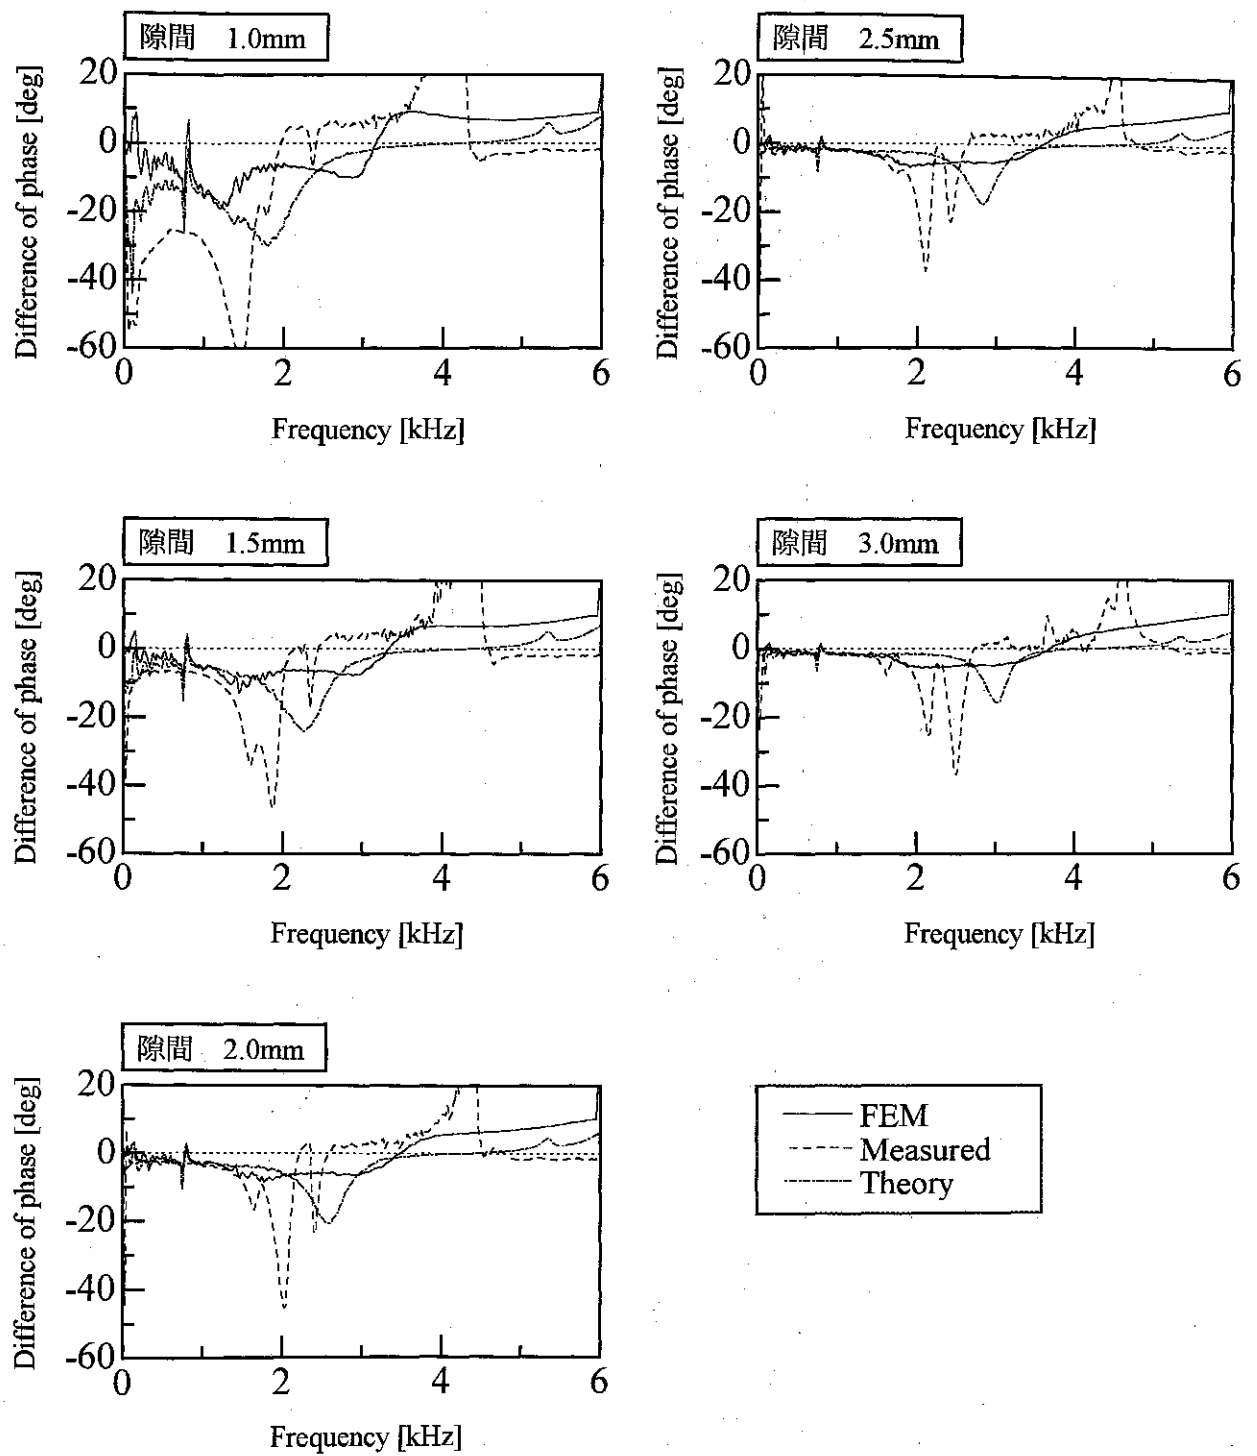 隙間 1.0mm
Difference of phase [deg]
20
0
-20
-40
-60
0 2 4 6
Frequency [kHz]
隙間 2.5mm
Difference of phase [deg]
20
0
-20
-40
-60
0 2 4 6
Frequency [kHz]
隙間 1.5mm
Difference of phase [deg]
20
0
-20
-40
-60
0 2 4 6
Frequency [kHz]
隙間 3.0mm
Difference of phase [deg
20
0
-20
-40
-60
0 2 4 6
Frequency [kHz]
隙間 2.0mm
Difference of phase [deg]
20
0
-20
-40
-60
0 2 4 6
Frequency [kHz]
FEM
Measured
Theory